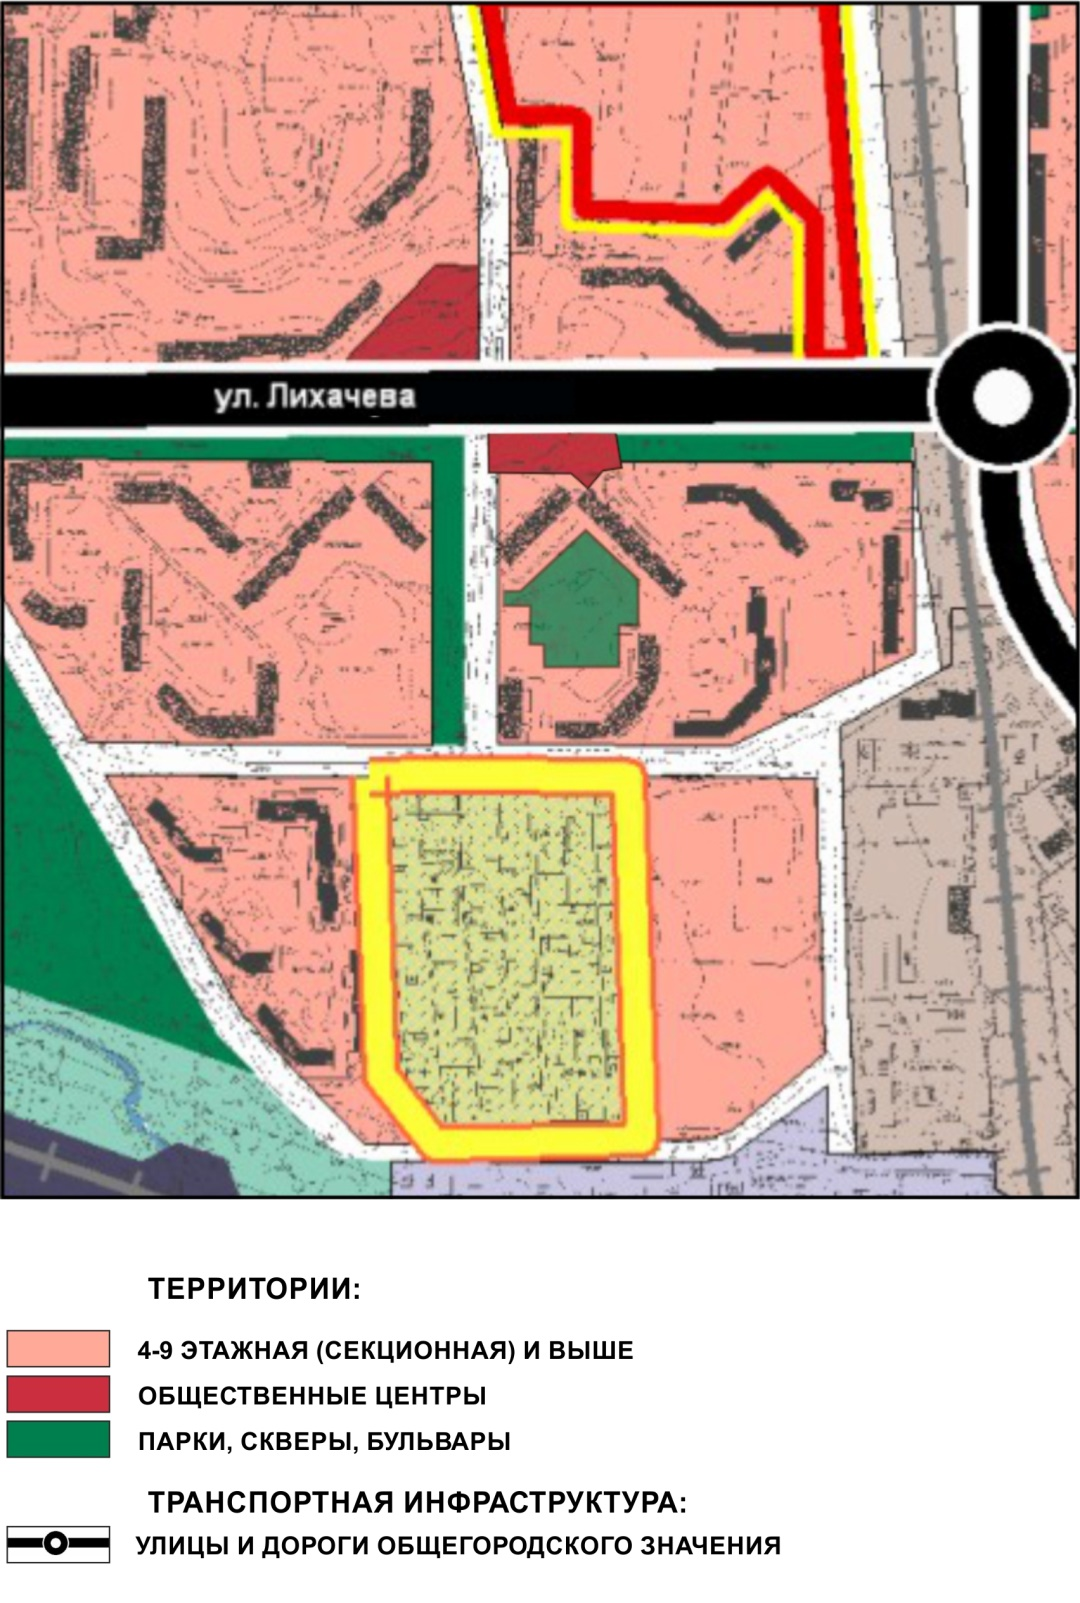 ул. Лихачева
ТЕРРИТОРИИ:
4-9 ЭТАЖНАЯ (СЕКЦИОННАЯ) И ВЫШЕ
ОБЩЕСТВЕННЫЕ ЦЕНТРЫ
ПАРКИ, СКВЕРЫ, БУЛЬВАРЫ
ТРАНСПОРТНАЯ ИНФРАСТРУКТУРА:
УЛИЦЫ И ДОРОГИ ОБЩЕГОРОДСКОГО ЗНАЧЕНИЯ